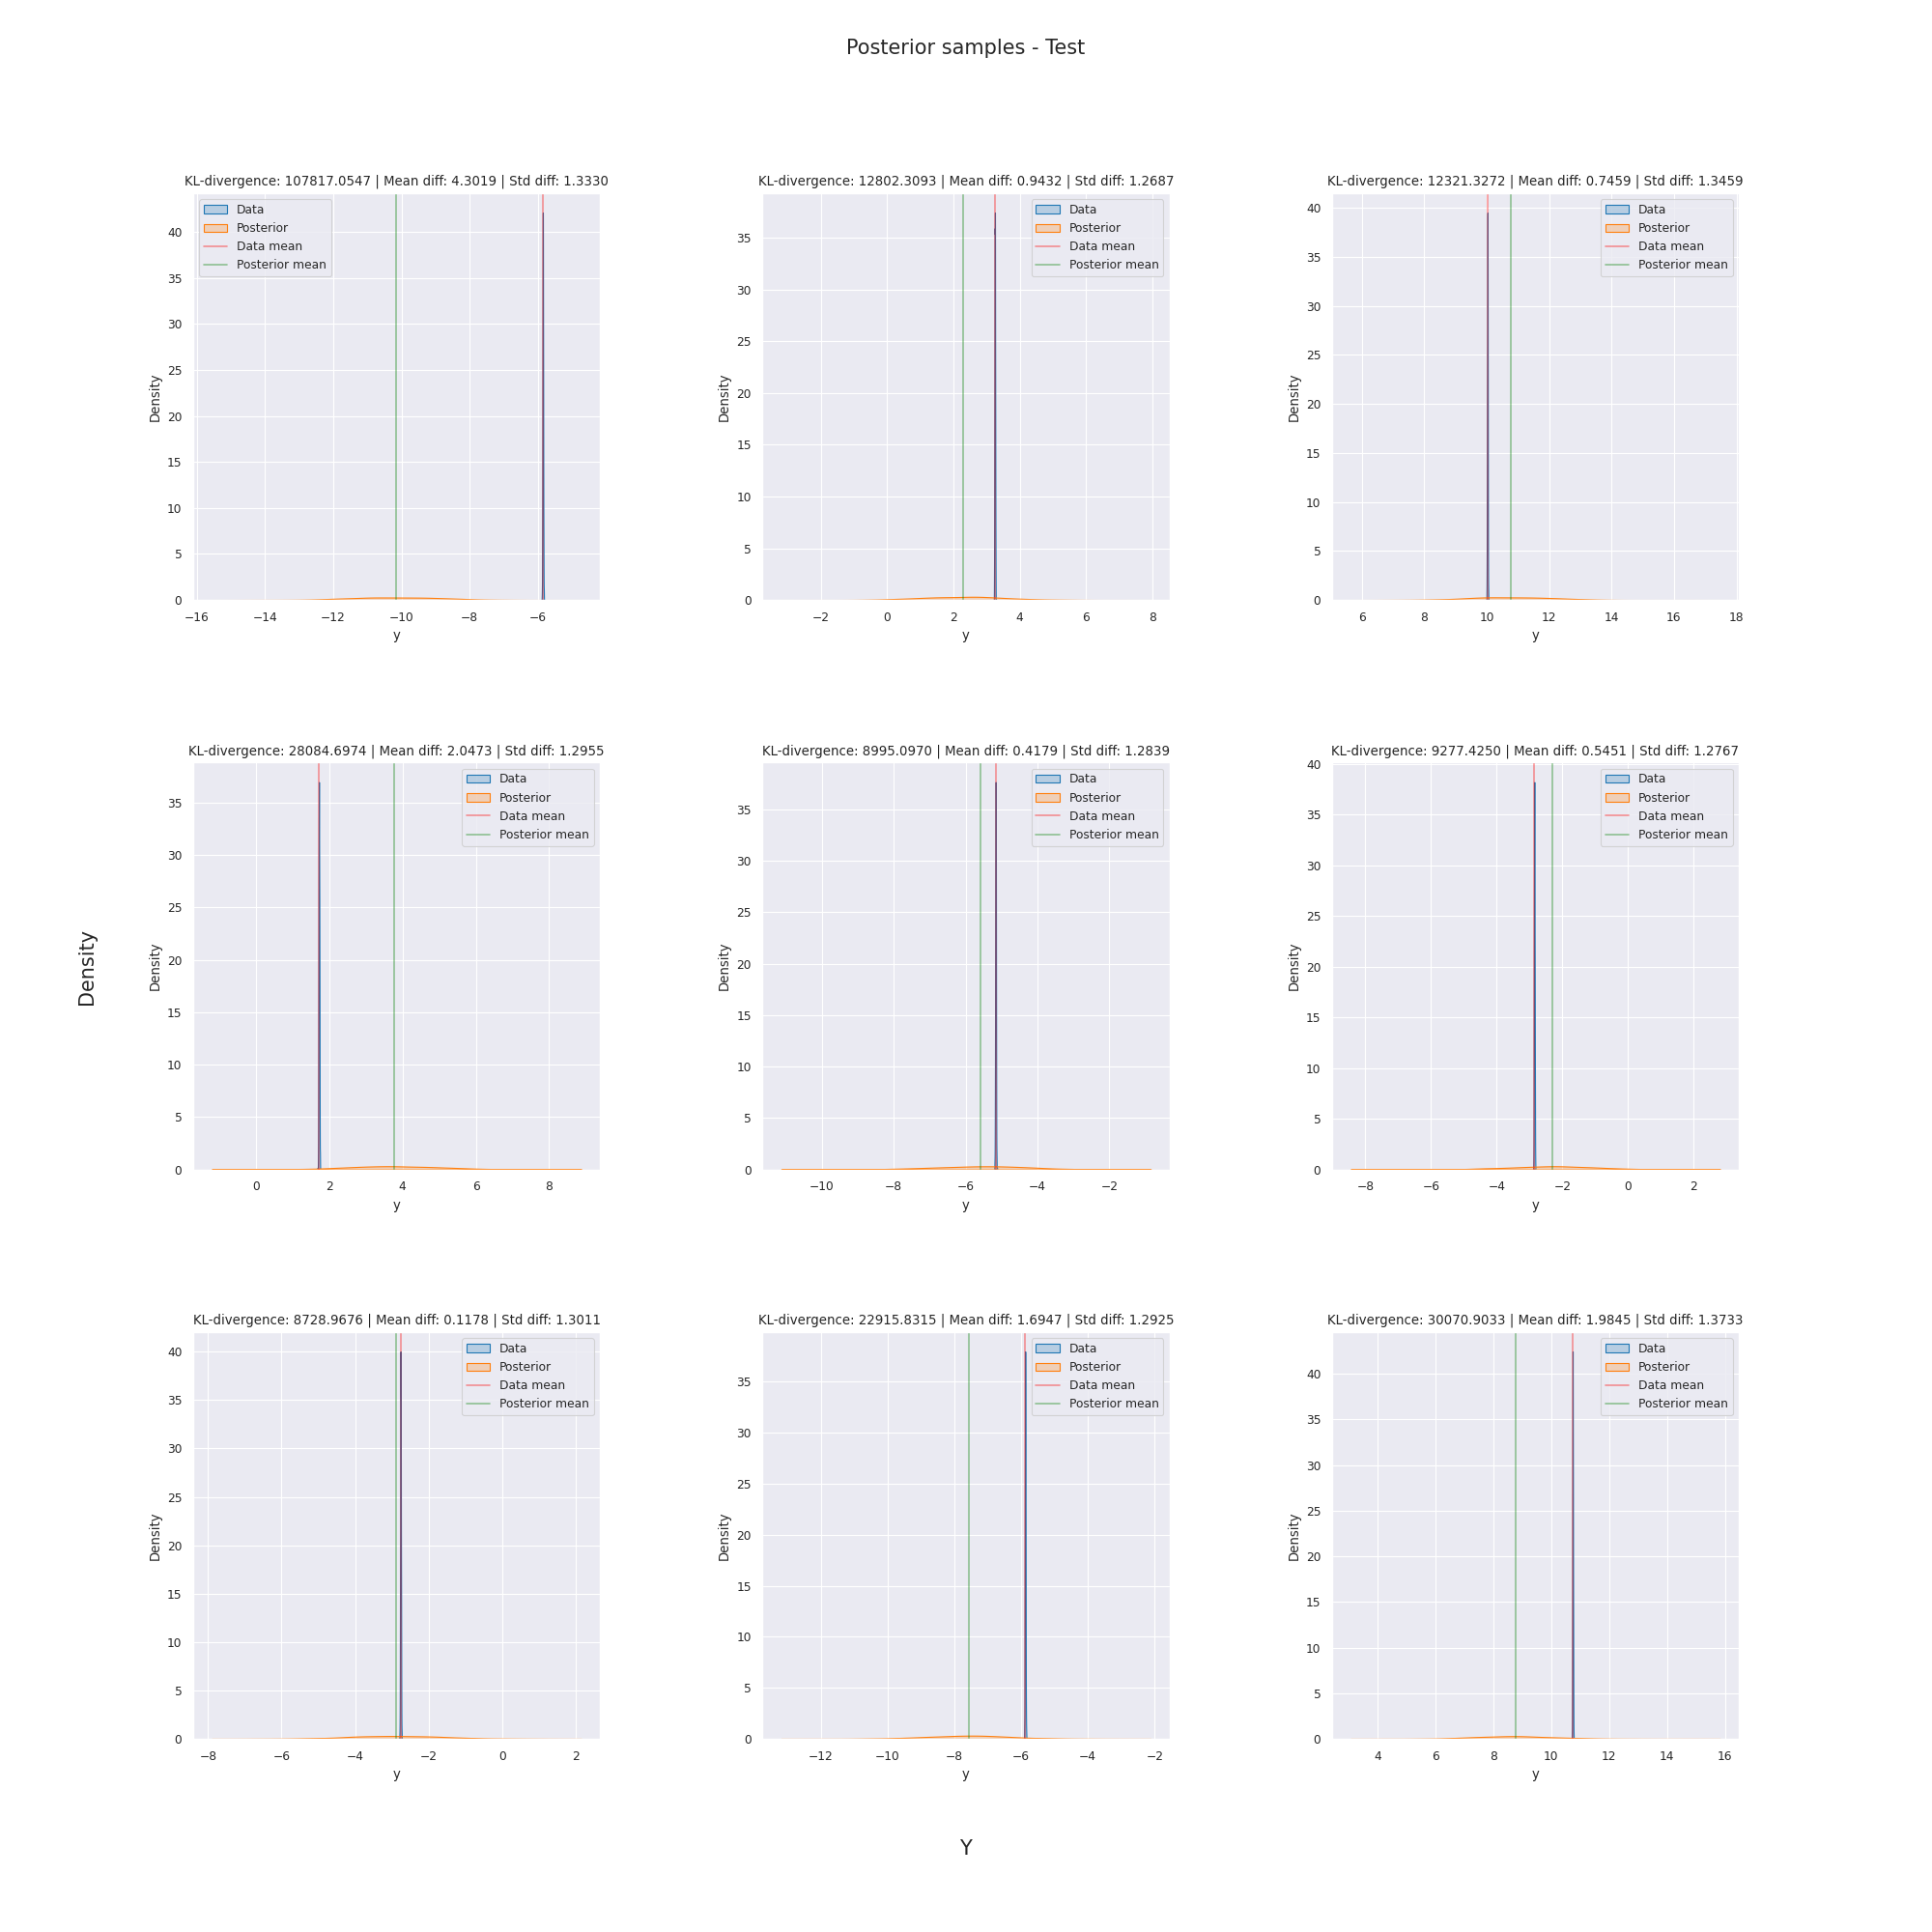 Posterior samples - Test
KL-divergence: 107817.0547 | Mean diff: 4.3019 | Std diff: 1.3330
Data
Posterior
Data mean
Posterior mean
40
35
30
25
20
15
10
5
0
Density
−16 −14 −12 −10 −8 −6
y
KL-divergence: 12802.3093 | Mean diff: 0.9432 | Std diff: 1.2687
Data
Posterior
Data mean
Posterior mean
35
30
25
20
15
10
5
0
Density
−2 0 2 4 6 8
y
KL-divergence: 12321.3272 | Mean diff: 0.7459 | Std diff: 1.3459
Data
Posterior
Data mean
Posterior mean
40
35
30
25
20
15
10
5
0
Density
6 8 10 12 14 16 18
y
KL-divergence: 28084.6974 | Mean diff: 2.0473 | Std diff: 1.2955
Data
Posterior
Data mean
Posterior mean
35
30
25
20
15
10
5
0
Density
0 2 4 6 8
y
KL-divergence: 8995.0970 | Mean diff: 0.4179 | Std diff: 1.2839
Data
Posterior
Data mean
Posterior mean
35
30
25
20
15
10
5
0
Density
−10 −8 −6 −4 −2
y
KL-divergence: 9277.4250 | Mean diff: 0.5451 | Std diff: 1.2767
Data
Posterior
Data mean
Posterior mean
40
35
30
25
20
15
10
5
0
Density
−8 −6 −4 −2 0 2
y
Density
KL-divergence: 8728.9676 | Mean diff: 0.1178 | Std diff: 1.3011
Data
Posterior
Data mean
Posterior mean
40
35
30
25
20
15
10
5
0
Density
−8 −6 −4 −2 0 2
y
KL-divergence: 22915.8315 | Mean diff: 1.6947 | Std diff: 1.2925
Data
Posterior
Data mean
Posterior mean
35
30
25
20
15
10
5
0
Density
−12 −10 −8 −6 −4 −2
y
KL-divergence: 30070.9033 | Mean diff: 1.9845 | Std diff: 1.3733
Data
Posterior
Data mean
Posterior mean
40
35
30
25
20
15
10
5
0
Density
4 6 8 10 12 14 16
y
Y